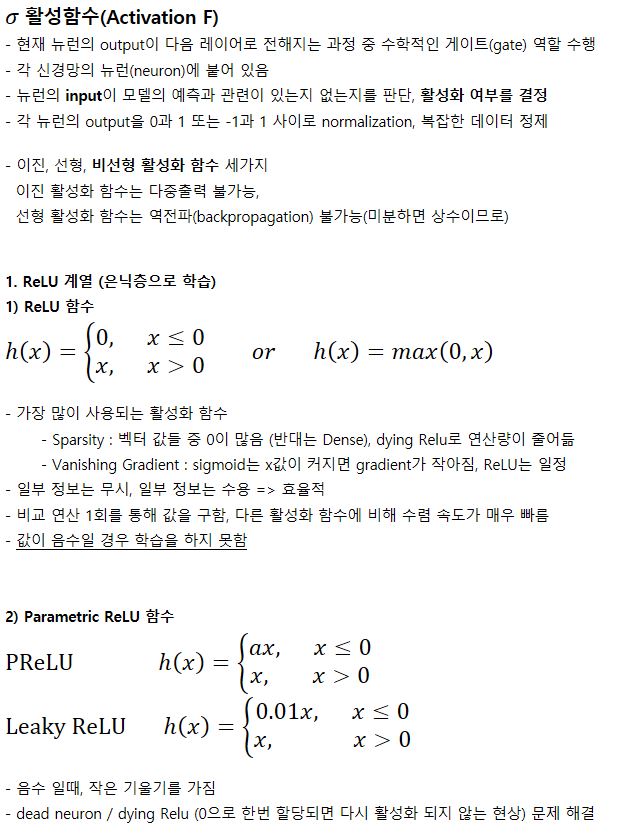 σ 활성함수(Activation F)
- 현재 뉴런의 output이 다음 레이어로 전해지는 과정 중 수학적인 게이트(gate) 역할 수행
- 각 신경망의 뉴런(neuron)에 붙어 있음
- 뉴런의 input이 모델의 예측과 관련이 있는지 없는지를 판단, 활성화 여부를 결정
- 각 뉴런의 output을 0과 1 또는 -1과 1 사이로 normalization, 복잡한 데이터 정제
- 이진, 선형, 비선형 활성화 함수 세가지
이진 활성화 함수는 다중출력 불가능,
선형 활성화 함수는 역전파(backpropagation) 불가능(미분하면 상수이므로)
1. ReLU 계열 (은닉층으로 학습)
1) ReLU 함수
h(x) = { 0, x ≤ 0
x, x > 0 or h(x) = max(0, x)
- 가장 많이 사용되는 활성화 함수
- Sparsity : 벡터 값들 중 0이 많음 (반대는 Dense), dying Relu로 연산량이 줄어듦
- Vanishing Gradient : sigmoid는 x값이 커지면 gradient가 작아짐, ReLU는 일정
- 일부 정보는 무시, 일부 정보는 수용 => 효율적
- 비교 연산 1회를 통해 값을 구함, 다른 활성화 함수에 비해 수렴 속도가 매우 빠름
- 값이 음수일 경우 학습을 하지 못함
2) Parametric ReLU 함수
PReLU h(x) = { ax, x ≤ 0
x, x > 0
Leaky ReLU h(x) = { 0.01x, x ≤ 0
x, x > 0
- 음수 일때, 작은 기울기를 가짐
- dead neuron / dying Relu (0으로 한번 할당되면 다시 활성화 되지 않는 현상) 문제 해결